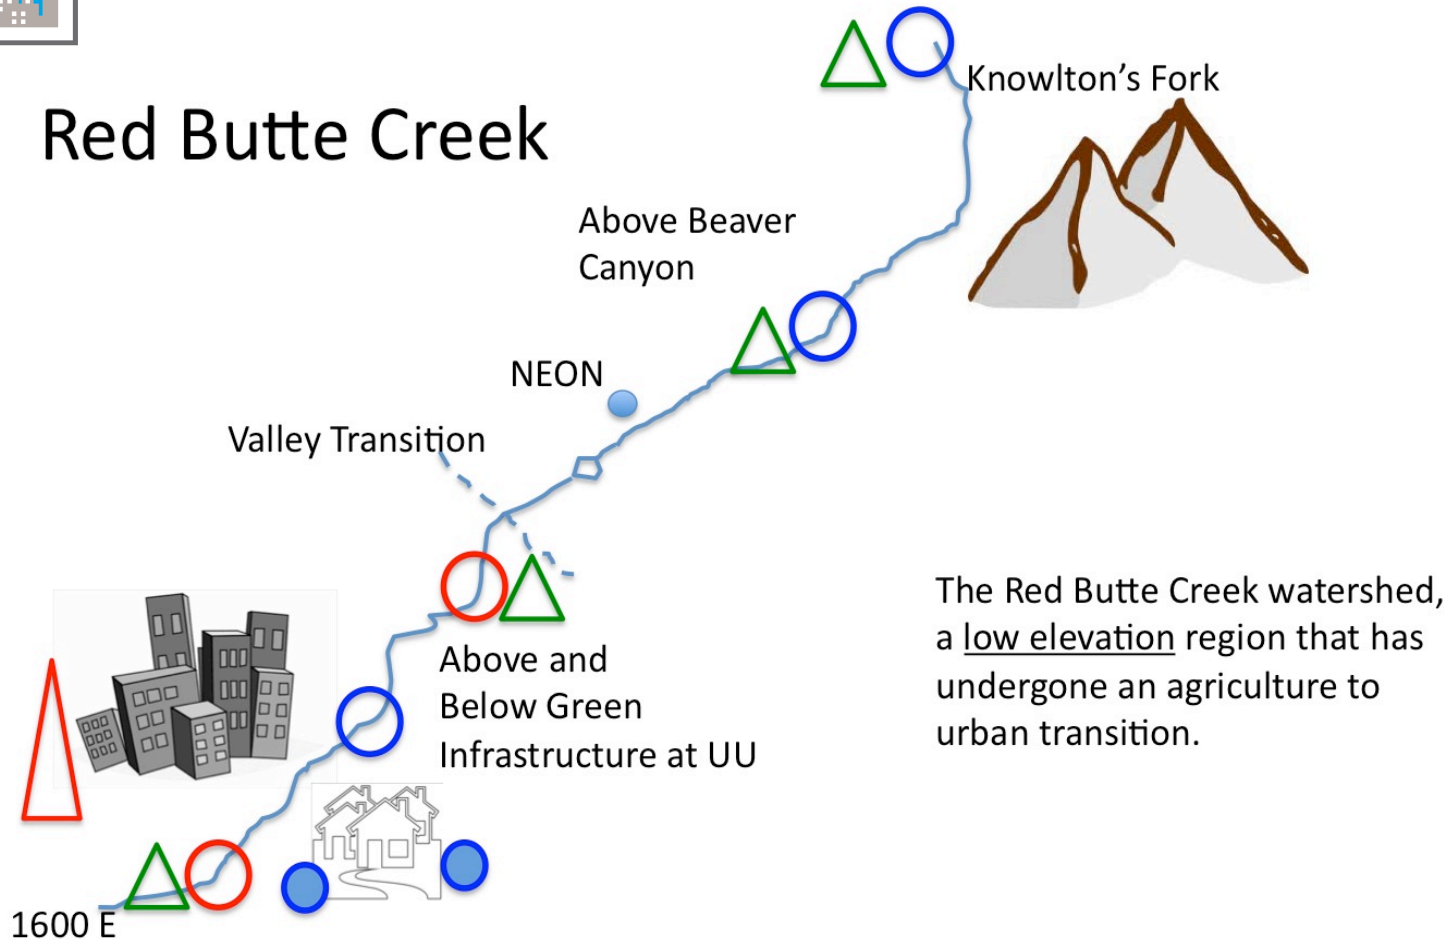 Red Butte Creek
Knowlton's Fork
Above Beaver
Canyon
NEON
Valley Transition
Above and
Below Green
Infrastructure at UU
The Red Butte Creek watershed,
a low elevation region that has
undergone an agriculture to
urban transition.
1600 E